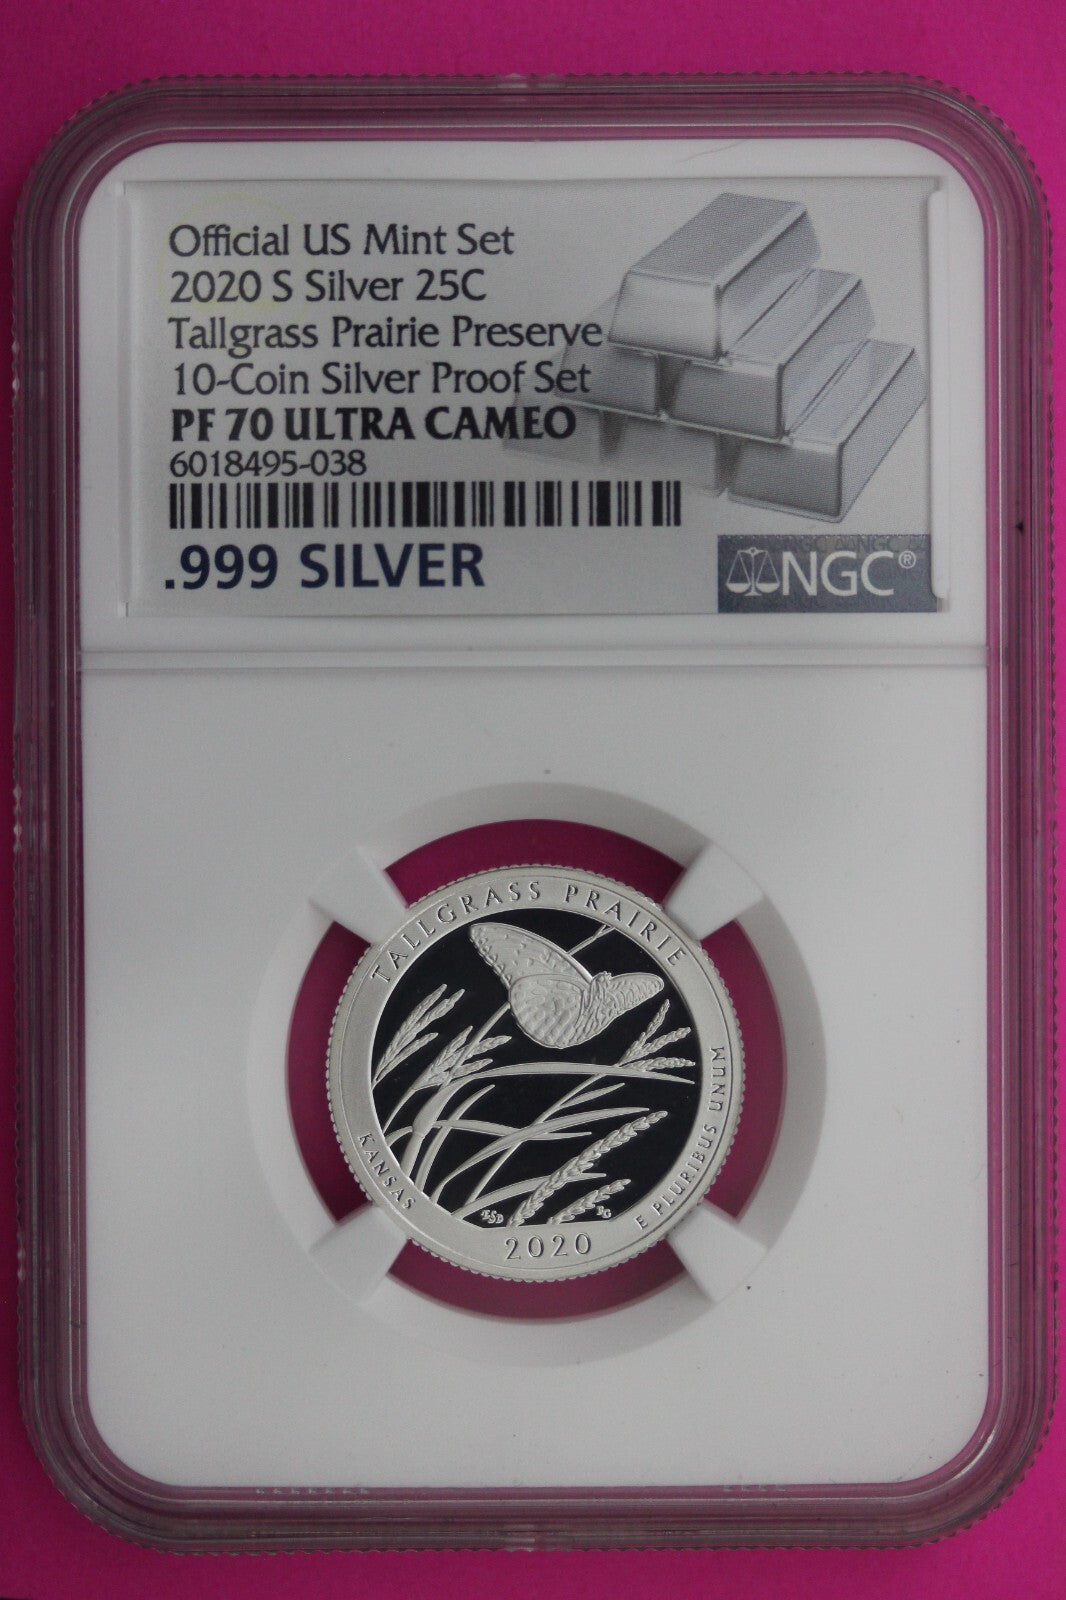 Official US Mint Set
2020 S Silver 25C
Tallgrass Prairie Preserve
10-Coin Silver Proof Set
PF 70 ULTRA CAMEO
6018495-038
.999 SILVER
NGC®
TALLGRASS PRAIRIE
KANSAS
E PLURIBUS UNUM
2020